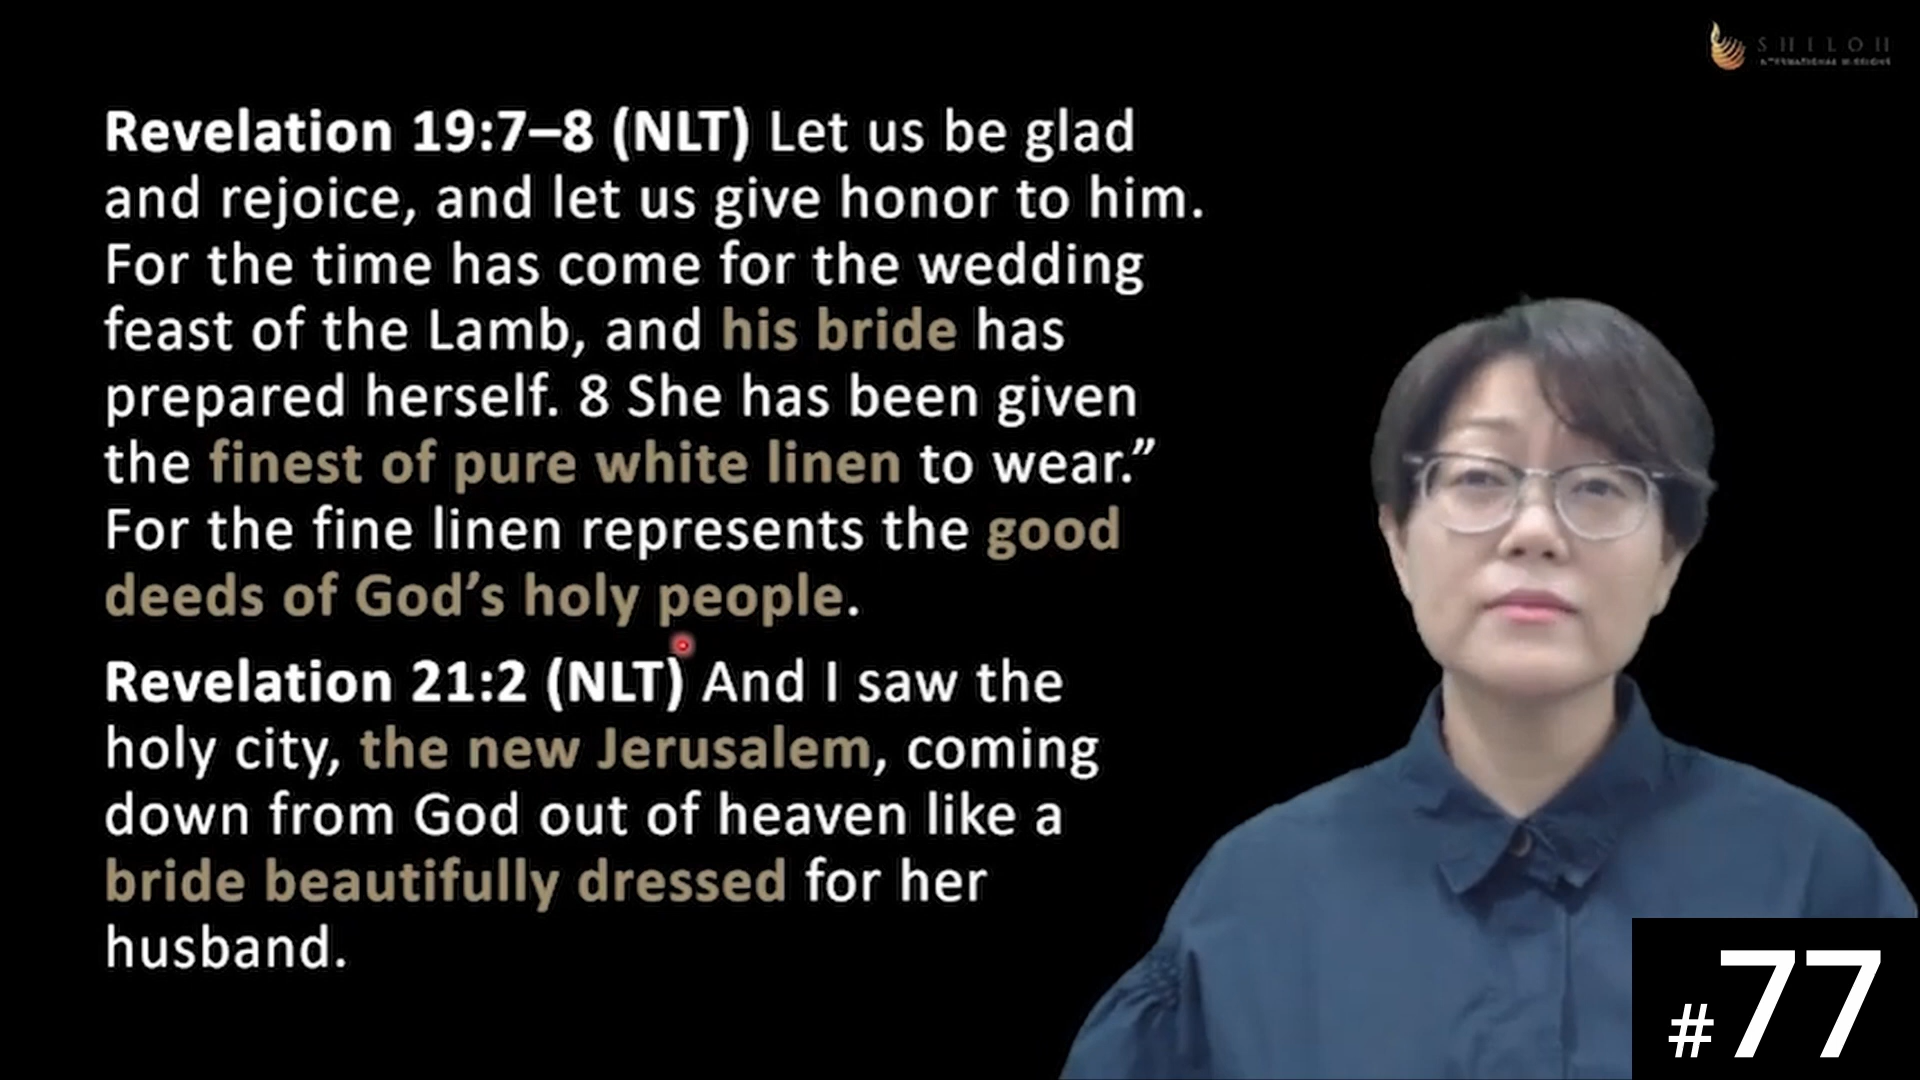 SHILOH
INTERNATIONAL MISSIONS
Revelation 19:7–8 (NLT) Let us be glad
and rejoice, and let us give honor to him.
For the time has come for the wedding
feast of the Lamb, and his bride has
prepared herself. 8 She has been given
the finest of pure white linen to wear.”
For the fine linen represents the good
deeds of God’s holy people.
Revelation 21:2 (NLT) And I saw the
holy city, the new Jerusalem, coming
down from God out of heaven like a
bride beautifully dressed for her
husband.
#77